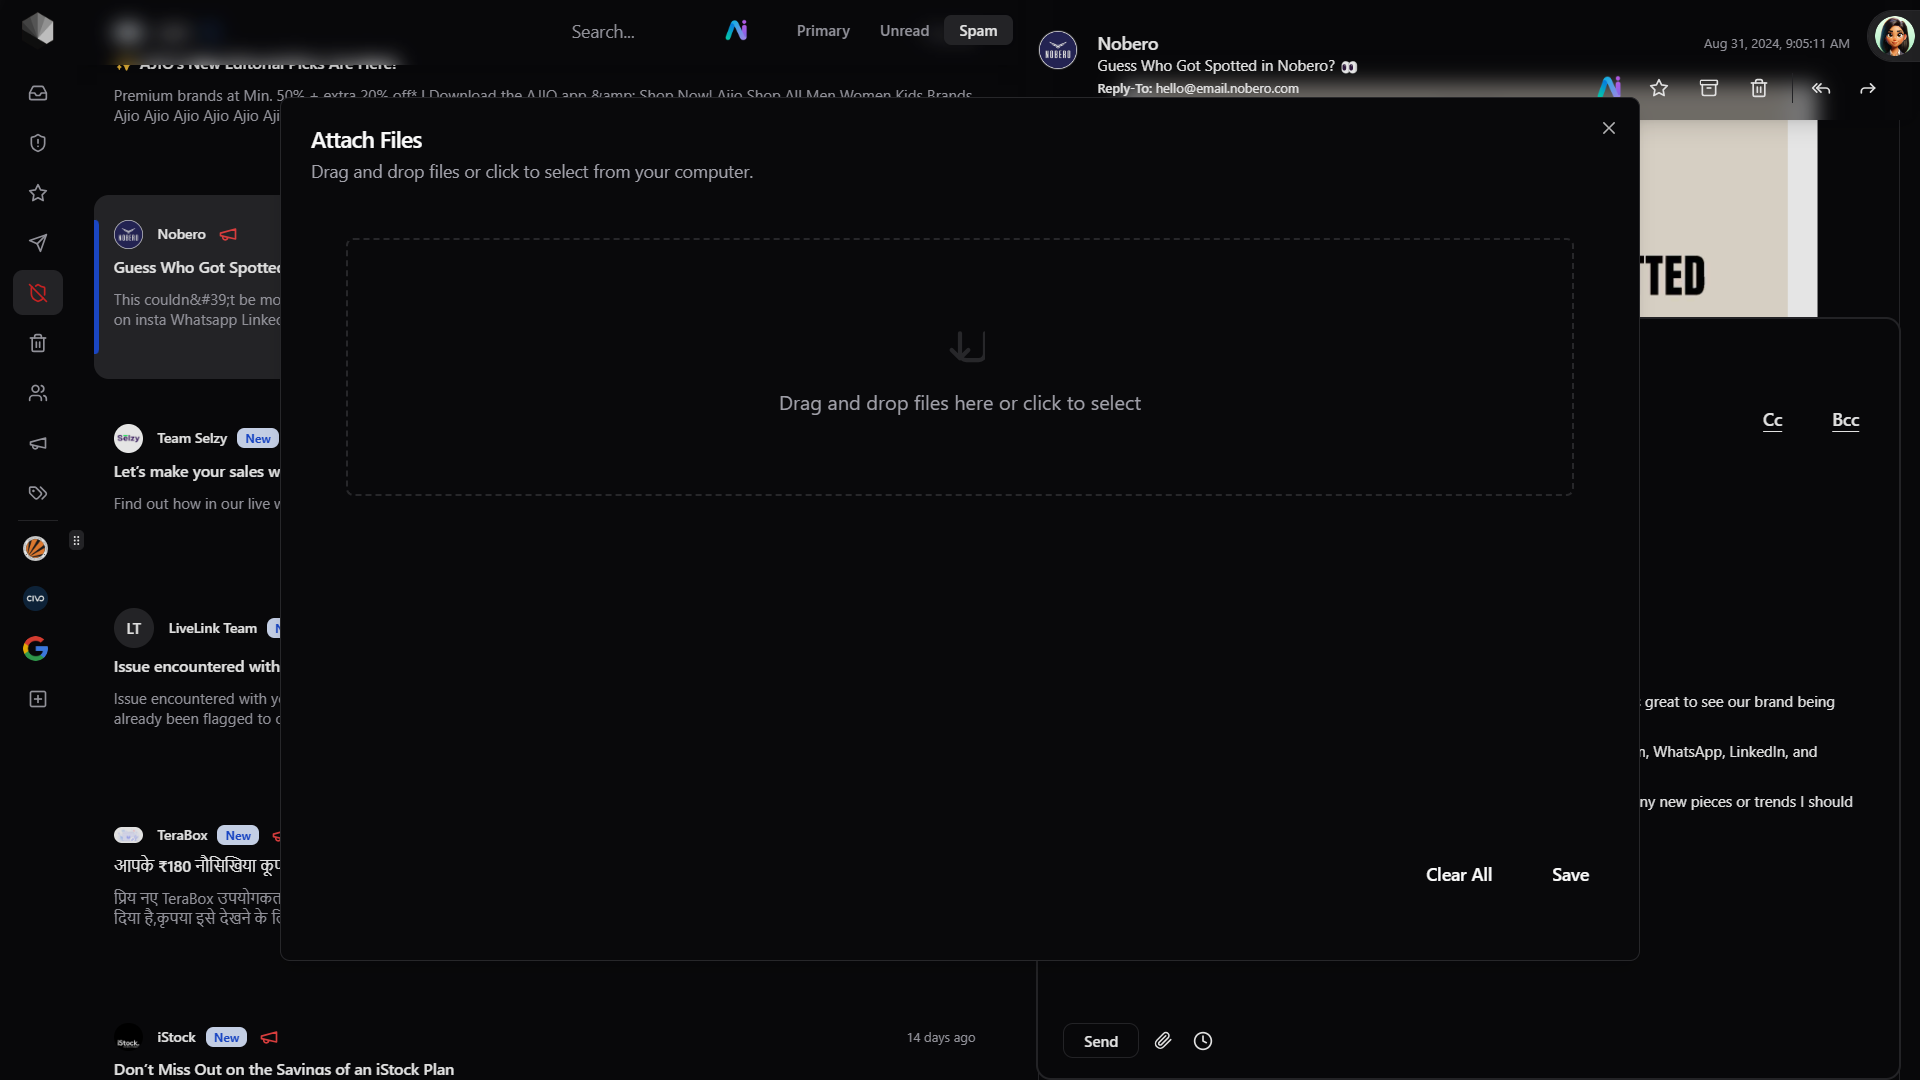 Search...
Primary
Unread
Spam
AJIO's New Editorial Picks Are Here!
Premium brands at Min. 50% + extra 20% off* | Download the AJIO app &amp; Shop Now! Ajio Shop All Men Women Kids Brands
Ajio Ajio Ajio Ajio Ajio Aji
Nobero
Guess Who Got Spotted
This couldn&#39;t be mo
on insta Whatsapp Linked
Team Selzy New
Let's make your sales w
Find out how in our live w
CIVO
LT
LiveLink Team
Issue encountered with
Issue encountered with y
already been flagged to c
TeraBox New
आपके ₹180 नौसिखिया कूप
प्रिय नए TeraBox उपयोगकत
दिया है,कृपया इसे देखने के लि
iStock New
14 days ago
Don't Miss Out on the Savings of an iStock Plan
NOBERO
Nobero
Aug 31, 2024, 9:05:11 AM
Guess Who Got Spotted in Nobero? 👀
Reply-To: hello@email.nobero.com
TTED
Attach Files
Drag and drop files or click to select from your computer.
Drag and drop files here or click to select
Clear All
Save
Cc
Bcc
great to see our brand being
n, WhatsApp, LinkedIn, and
ny new pieces or trends I should
Send